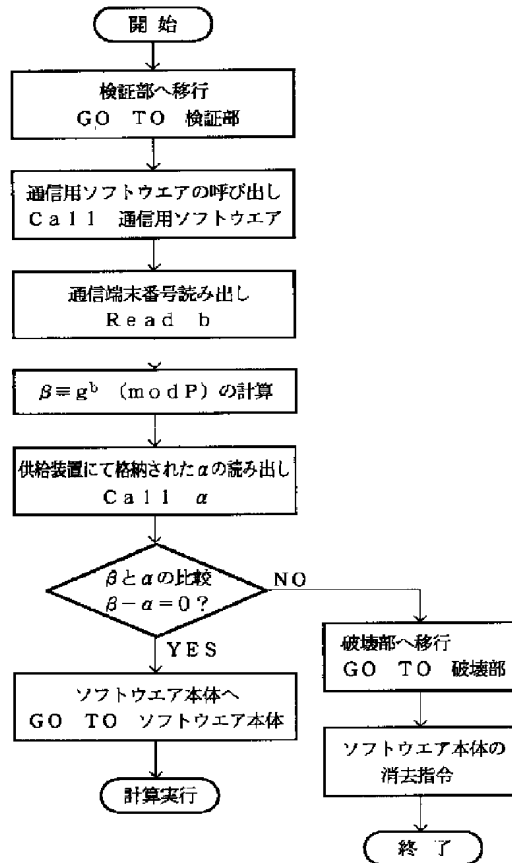 開 始
検証部へ移行
GO TO 検証部
通信用ソフトウエアの呼び出し
Call 通信用ソフトウエア
通信端末番号読み出し
Read b
β≡gᵇ (modP) の計算
供給装置にて格納されたαの読み出し
Call α
βとαの比較
β－α＝0？
NO
YES
ソフトウエア本体へ
GO TO ソフトウエア本体
計算実行
破壊部へ移行
GO TO 破壊部
ソフトウエア本体の
消去指令
終 了